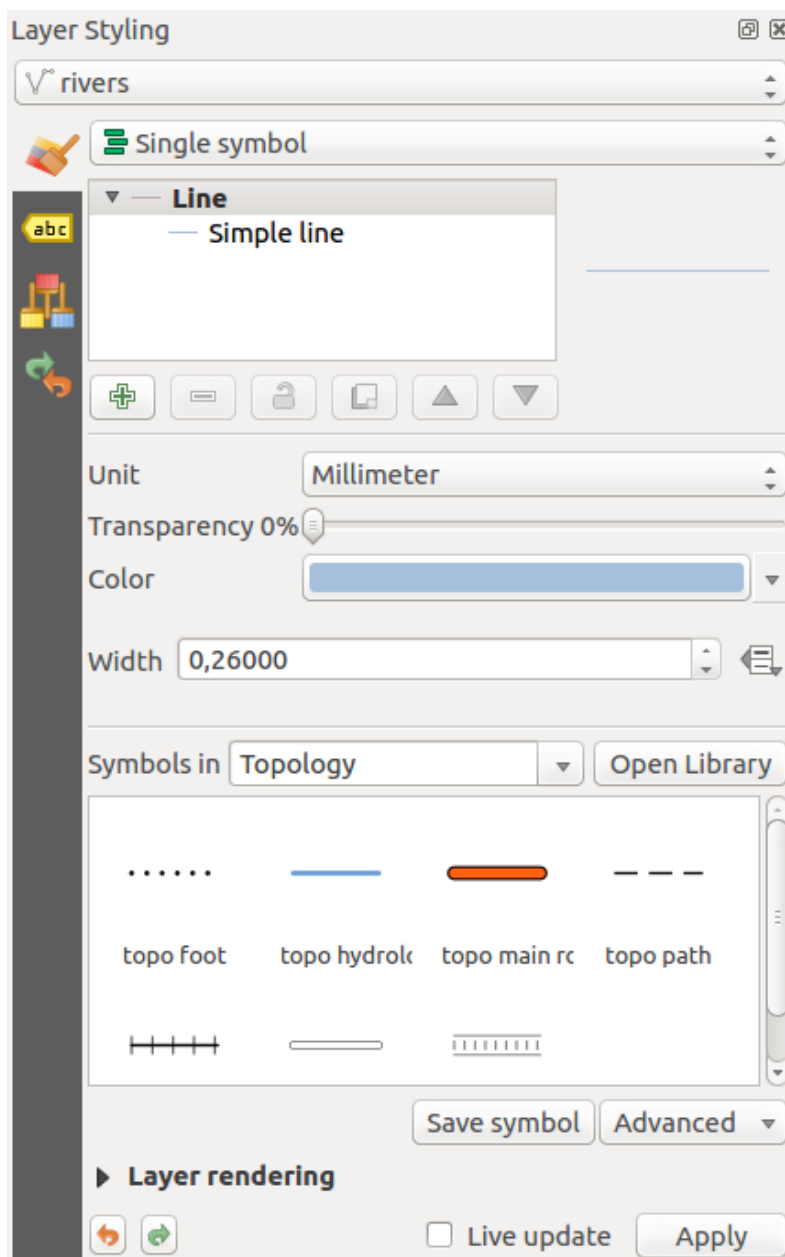 Layer Styling
rivers
Single symbol
abc
Line
Simple line
Unit
Millimeter
Transparency 0%
Color
Width
0,26000
Symbols in
Topology
Open Library
topo foot
topo hydrolo
topo main ro
topo path
Save symbol
Advanced
Layer rendering
Live update
Apply